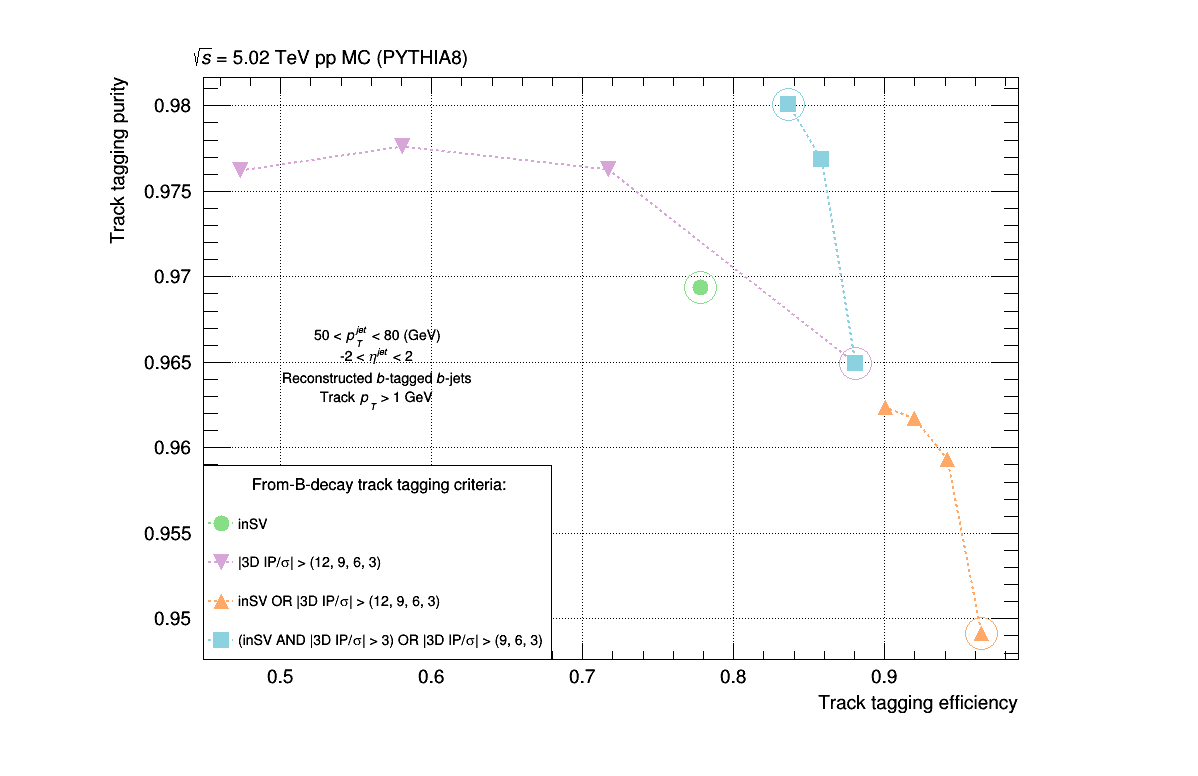 √s = 5.02 TeV pp MC (PYTHIA8)
Track tagging purity
0.98
0.975
0.97
0.965
0.96
0.955
0.95
50 < p_T^jet < 80 (GeV)
-2 < η^jet < 2
Reconstructed b-tagged b-jets
Track p_T > 1 GeV
From-B-decay track tagging criteria:
inSV
|3D IP/σ| > (12, 9, 6, 3)
inSV OR |3D IP/σ| > (12, 9, 6, 3)
(inSV AND |3D IP/σ| > 3) OR |3D IP/σ| > (9, 6, 3)
0.5 0.6 0.7 0.8 0.9
Track tagging efficiency